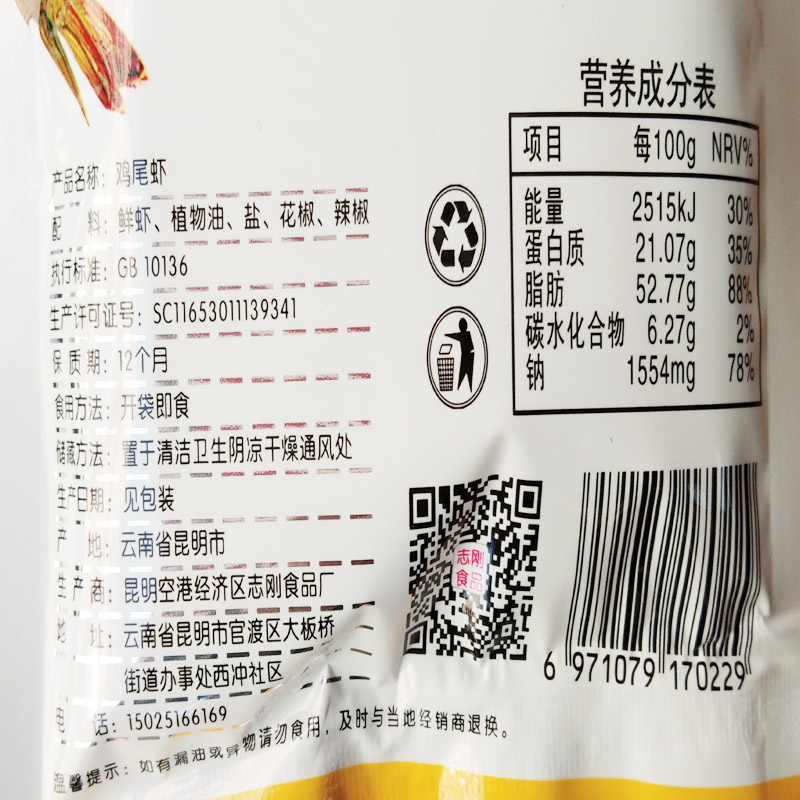 营养成分表
项目 每100g NRV%
能量 2515kJ 30%
蛋白质 21.07g 35%
脂肪 52.77g 88%
碳水化合物 6.27g 2%
钠 1554mg 78%
产品名称：鸡尾虾
配 料：鲜虾、植物油、盐、花椒、辣椒
执行标准：GB 10136
生产许可证号：SC11653011139341
保 质 期：12个月
食用方法：开袋即食
储藏方法：置于清洁卫生阴凉干燥通风处
生产日期：见包装
产 地：云南省昆明市
生 产 商：昆明空港经济区志刚食品厂
地 址：云南省昆明市官渡区大板桥
街道办事处西冲社区
电 话：15025166169
温馨提示：如有漏油或异物请勿食用，及时与当地经销商退换。
志刚
食品
6 971079 170229